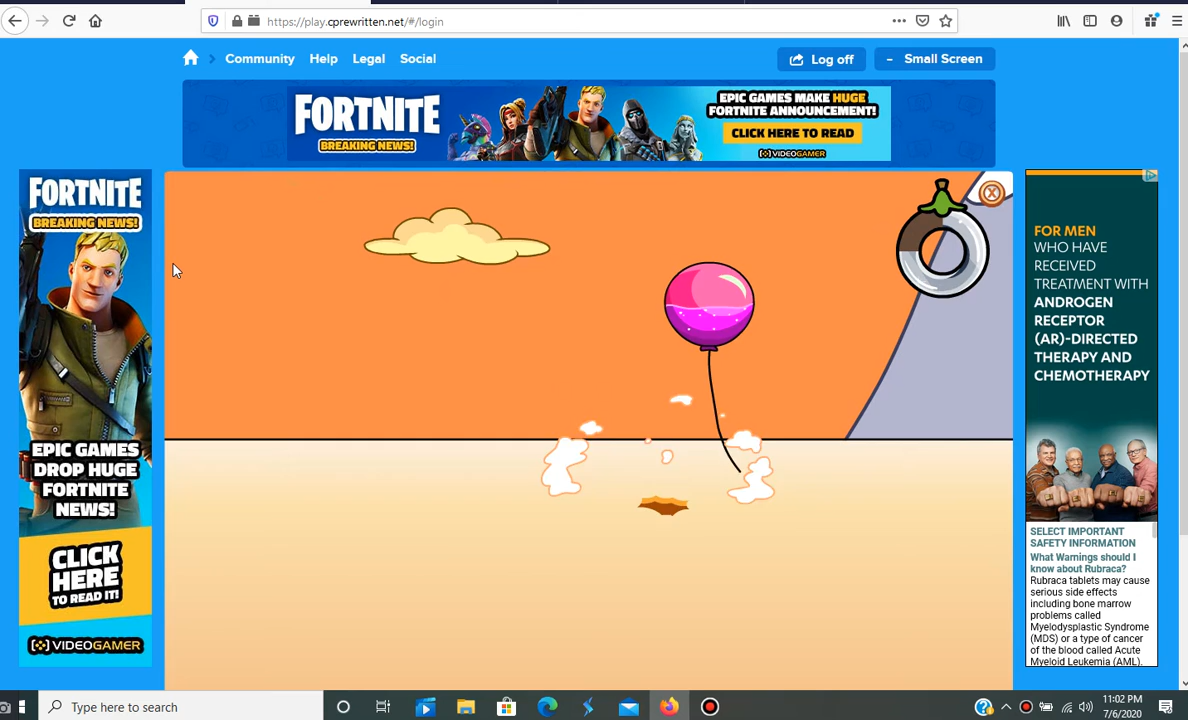 https://play.cprewritten.net/#/login
Community
Help
Legal
Social
Log off
- Small Screen
FORTNITE
BREAKING NEWS!
EPIC GAMES MAKE HUGE
FORTNITE ANNOUNCEMENT!
CLICK HERE TO READ
VIDEOGAMER
FORTNITE
BREAKING NEWS!
EPIC GAMES
DROP HUGE
FORTNITE
NEWS!
CLICK
HERE
TO READ IT!
VIDEOGAMER
FOR MEN
WHO HAVE
RECEIVED
TREATMENT WITH
ANDROGEN
RECEPTOR
(AR)-DIRECTED
THERAPY AND
CHEMOTHERAPY
SELECT IMPORTANT
SAFETY INFORMATION
What Warnings should I
know about Rubraca?
Rubraca tablets may cause
serious side effects
including bone marrow
problems called
Myelodysplastic Syndrome
(MDS) or a type of cancer
of the blood called Acute
Myeloid Leukemia (AML).
Type here to search
11:02 PM
7/6/2020